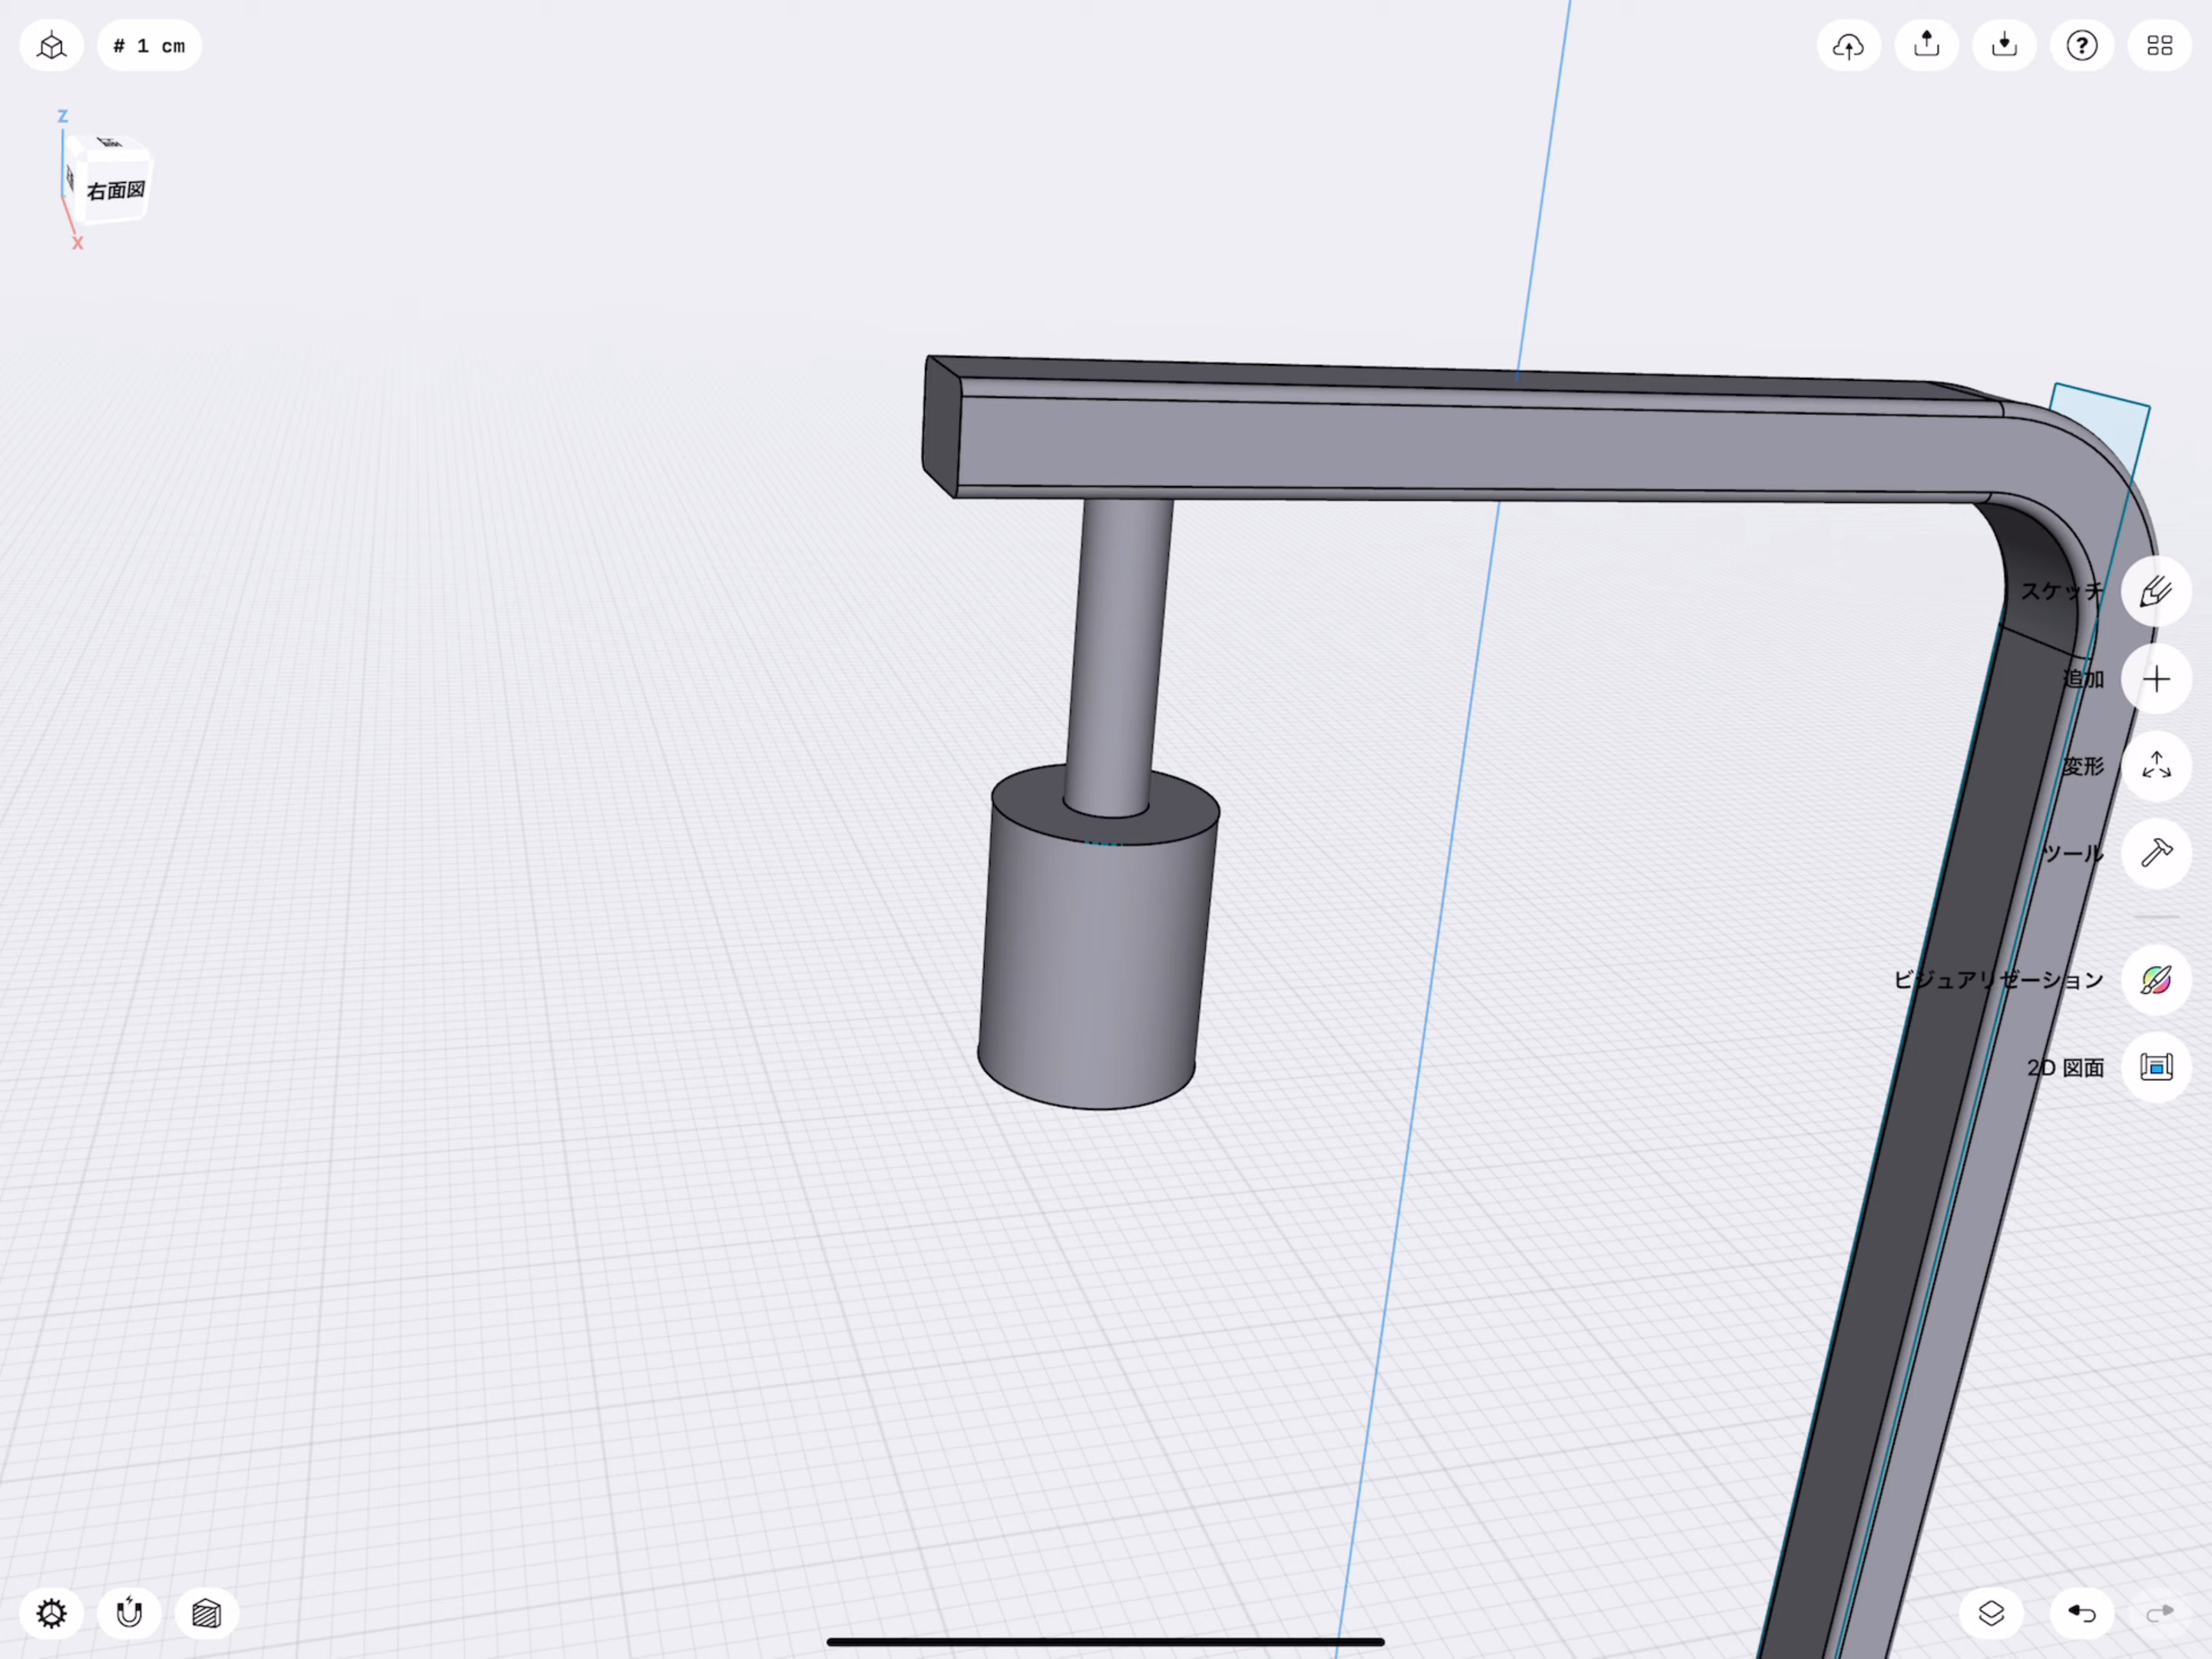 # 1 cm
Z
右面図
X
スケッチ
追加
変形
ツール
ビジュアリゼーション
2D 図面